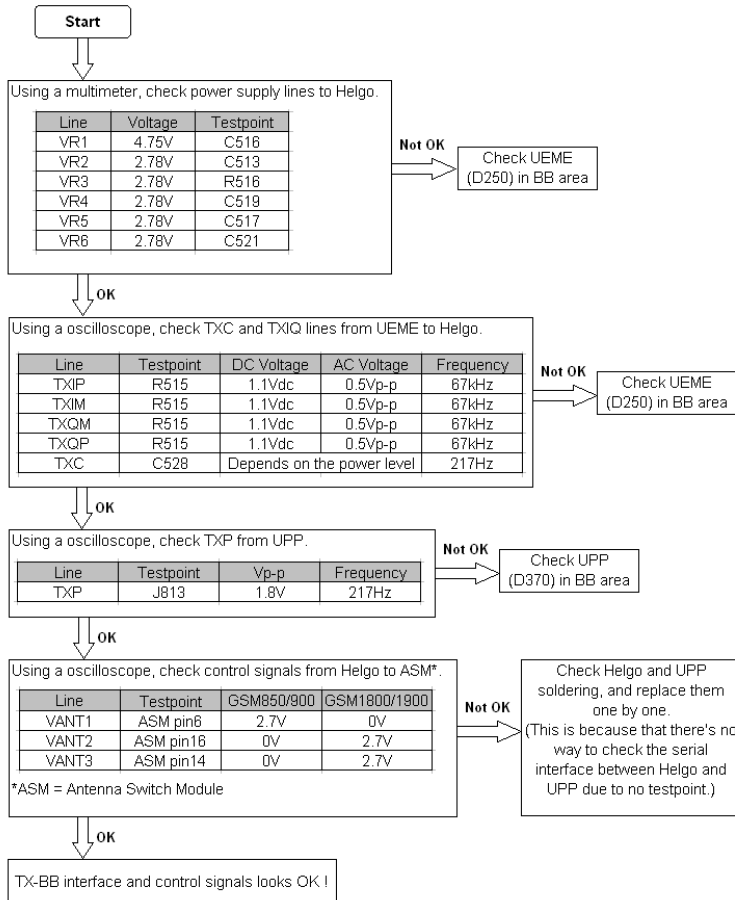 Start
Using a multimeter, check power supply lines to Helgo.
Line Voltage Testpoint
VR1 4.75V C516
VR2 2.78V C513
VR3 2.78V R516
VR4 2.78V C519
VR5 2.78V C517
VR6 2.78V C521
Not OK
Check UEME
(D250) in BB area
OK
Using a oscilloscope, check TXC and TXIQ lines from UEME to Helgo.
Line Testpoint DC Voltage AC Voltage Frequency
TXIP R515 1.1Vdc 0.5Vp-p 67kHz
TXIM R515 1.1Vdc 0.5Vp-p 67kHz
TXQM R515 1.1Vdc 0.5Vp-p 67kHz
TXQP R515 1.1Vdc 0.5Vp-p 67kHz
TXC C528 Depends on the power level 217Hz
Not OK
Check UEME
(D250) in BB area
OK
Using a oscilloscope, check TXP from UPP.
Line Testpoint Vp-p Frequency
TXP J813 1.8V 217Hz
Not OK
Check UPP
(D370) in BB area
OK
Using a oscilloscope, check control signals from Helgo to ASM*.
Line Testpoint GSM850/900 GSM1800/1900
VANT1 ASM pin6 2.7V 0V
VANT2 ASM pin16 0V 2.7V
VANT3 ASM pin14 0V 2.7V
*ASM = Antenna Switch Module
Not OK
Check Helgo and UPP
soldering, and replace them
one by one.
(This is because that there's no
way to check the serial
interface between Helgo and
UPP due to no testpoint.)
OK
TX-BB interface and control signals looks OK !